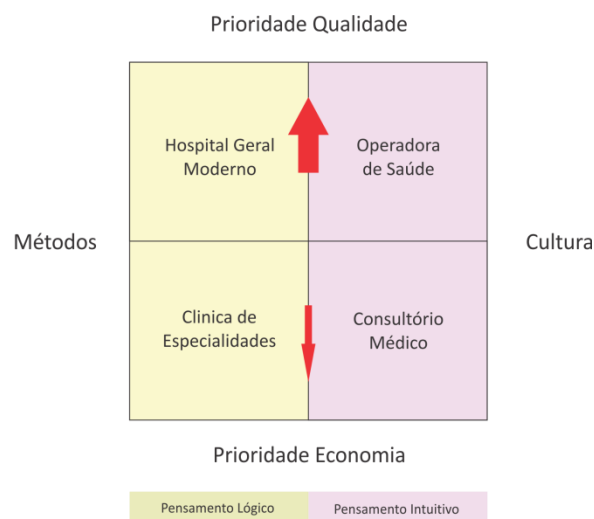 Prioridade Qualidade
Hospital Geral
Moderno
Operadora
de Saúde
Métodos
Cultura
Clinica de
Especialidades
Consultório
Médico
Prioridade Economia
Pensamento Lógico
Pensamento Intuitivo